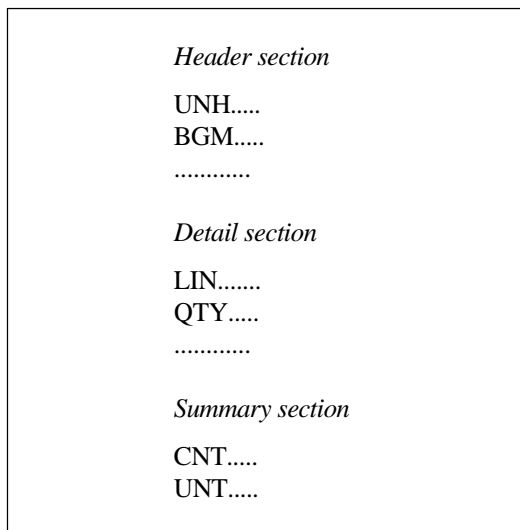 Header section
UNH.....
BGM.....
............
Detail section
LIN.......
QTY.....
............
Summary section
CNT.....
UNT.....